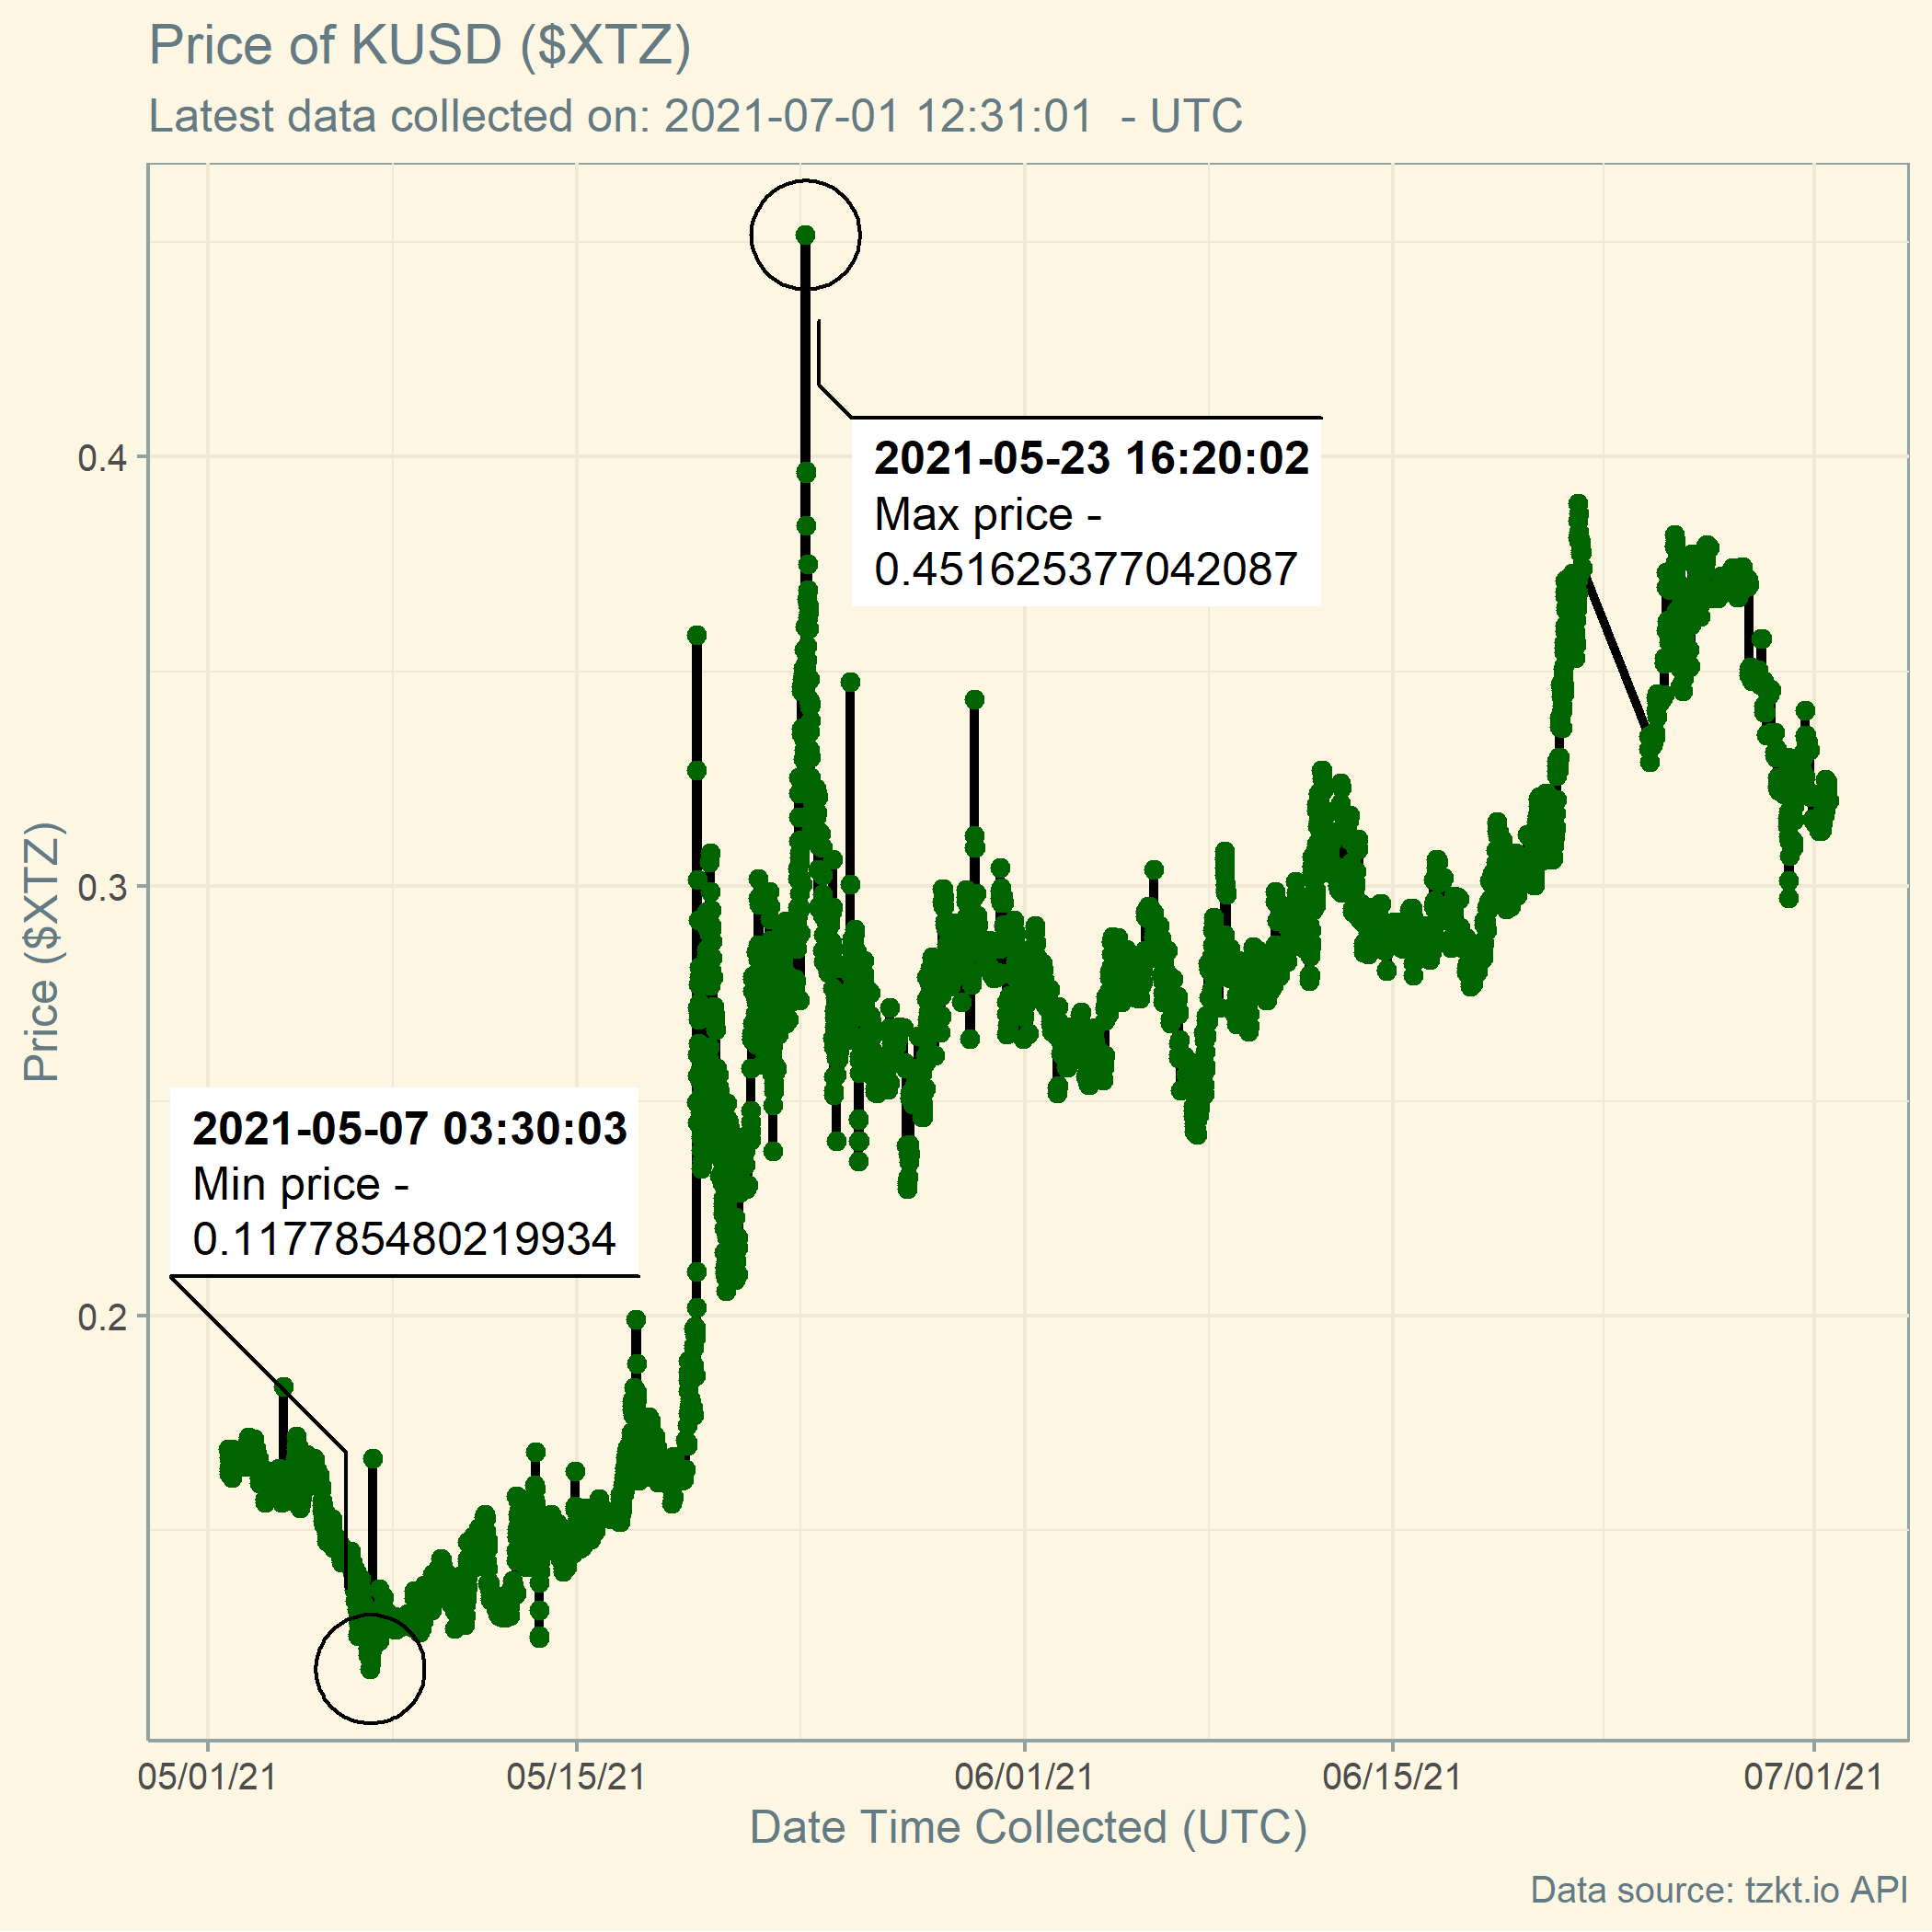 Price of KUSD ($XTZ)
Latest data collected on: 2021-07-01 12:31:01  - UTC
2021-05-23 16:20:02
Max price -
0.451625377042087
2021-05-07 03:30:03
Min price -
0.117785480219934
Price ($XTZ)
0.4
0.3
0.2
05/01/21
05/15/21
06/01/21
06/15/21
07/01/21
Date Time Collected (UTC)
Data source: tzkt.io API